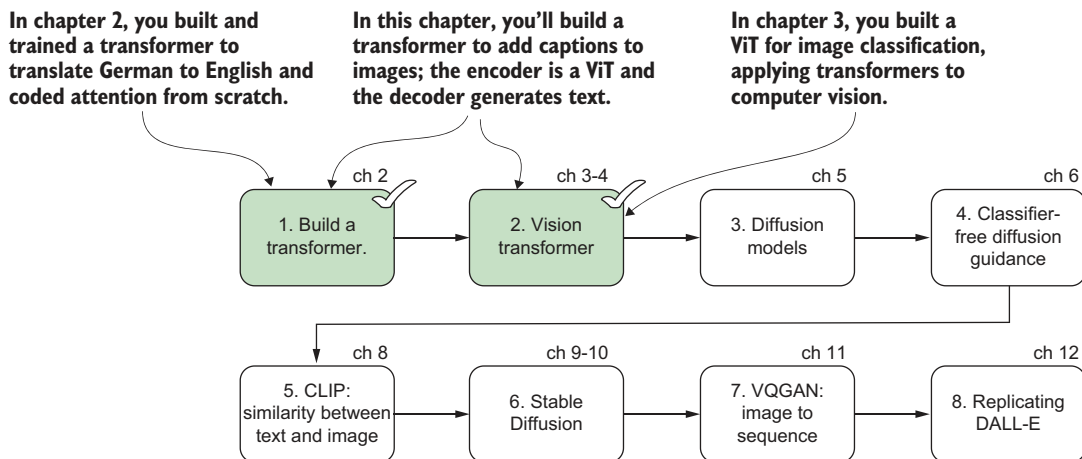 In chapter 2, you built and
trained a transformer to
translate German to English and
coded attention from scratch.
In this chapter, you’ll build a
transformer to add captions to
images; the encoder is a ViT and
the decoder generates text.
In chapter 3, you built a
ViT for image classification,
applying transformers to
computer vision.
ch 2
1. Build a
transformer.
ch 3-4
2. Vision
transformer
ch 5
3. Diffusion
models
ch 6
4. Classifier-
free diffusion
guidance
ch 8
5. CLIP:
similarity between
text and image
ch 9-10
6. Stable
Diffusion
ch 11
7. VQGAN:
image to
sequence
ch 12
8. Replicating
DALL-E